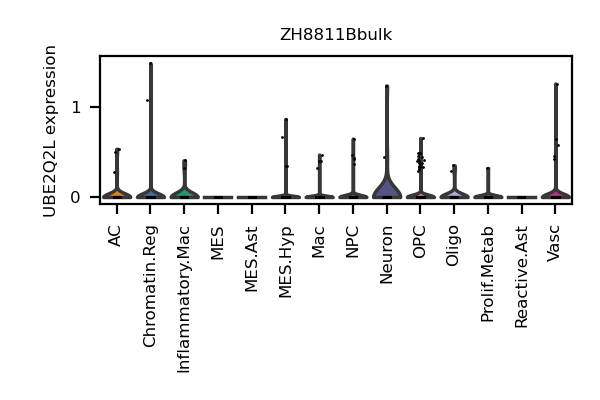 ZH8811Bbulk
UBE2Q2L expression
1
0
AC
Chromatin.Reg
Inflammatory.Mac
MES
MES.Ast
MES.Hyp
Mac
NPC
Neuron
OPC
Oligo
Prolif.Metab
Reactive.Ast
Vasc